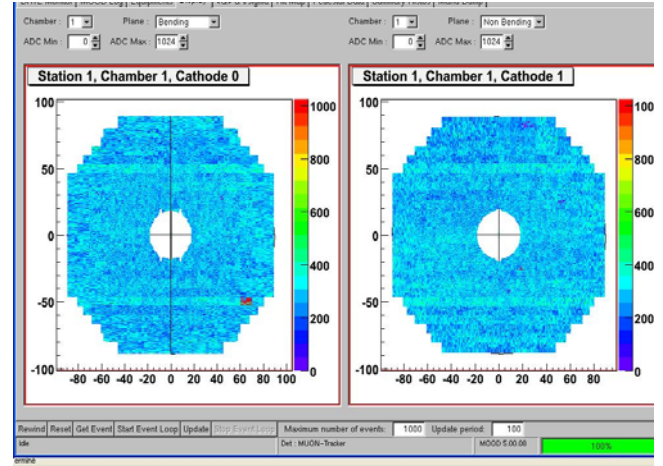 Chamber : 1 Plane : Bending
ADC Min : 0 ADC Max : 1024
Chamber : 1 Plane : Non Bending
ADC Min : 0 ADC Max : 1024
Station 1, Chamber 1, Cathode 0
100
50
0
-50
-100
-80 -60 -40 -20 0 20 40 60 80 100
1000
800
600
400
200
0
Station 1, Chamber 1, Cathode 1
100
50
0
-50
-100
-80 -60 -40 -20 0 20 40 60 80
1000
800
600
400
200
0
Rewind Reset Get Event Start Event Loop Update Stop Event Loop Maximum number of events: 1000 Update period: 100
Idle Det : MUON-Tracker MOOD 5.00.08 100%